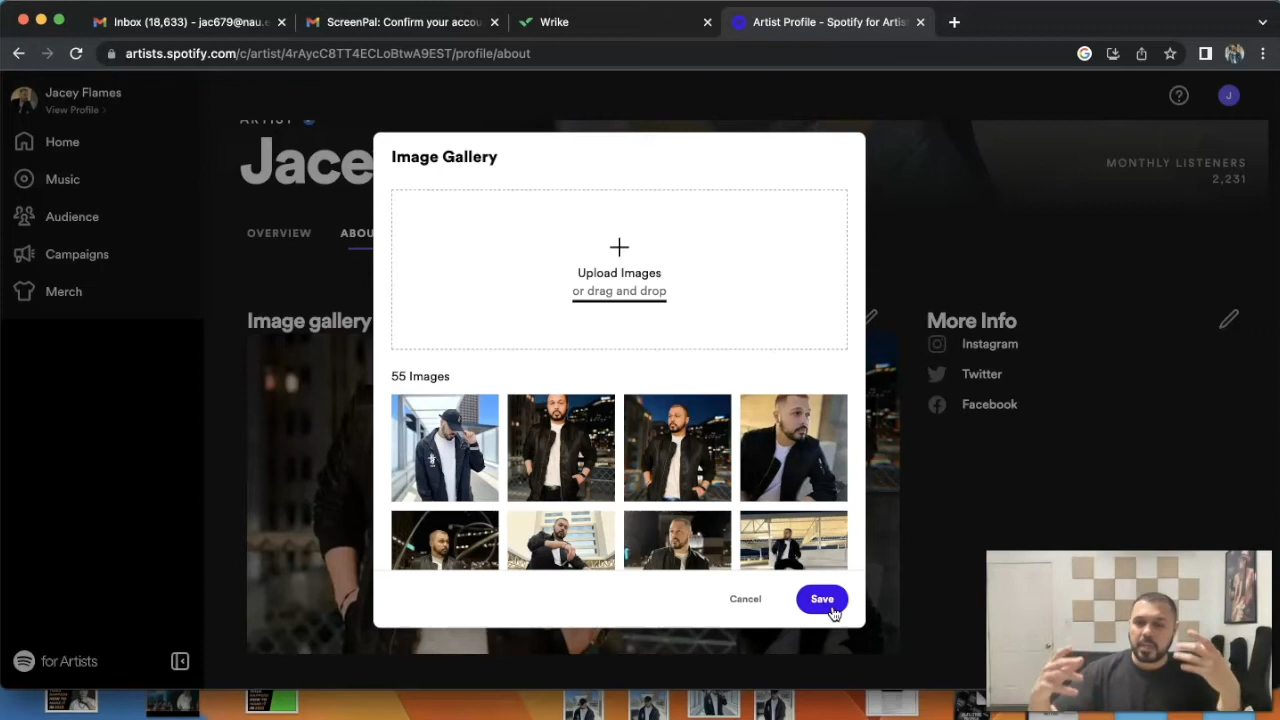 Inbox (18,633) - jac679@nau.e
ScreenPal: Confirm your accou
Wrike
Artist Profile - Spotify for Artis
artists.spotify.com/c/artist/4rAycC8TT4ECLoBtwA9EST/profile/about
Jacey Flames
View Profile >
J
Home
Music
Audience
Campaigns
Merch
ARTIST
Jace
MONTHLY LISTENERS
2,231
OVERVIEW
ABOU
Image gallery
More Info
Instagram
Twitter
Facebook
Image Gallery
Upload Images
or drag and drop
55 Images
Cancel
Save
for Artists